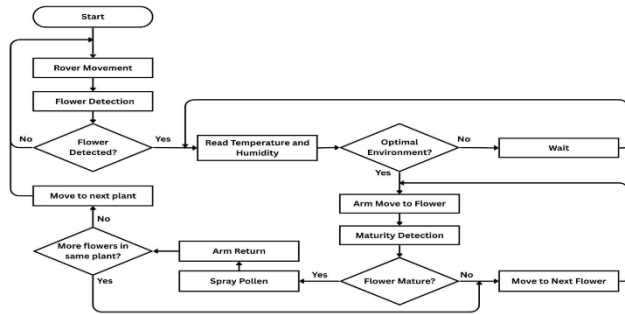 Start
Rover Movement
Flower Detection
Flower
Detected?
No
Yes
Read Temperature and
Humidity
Optimal
Environment?
No
Wait
Yes
Arm Move to Flower
Maturity Detection
Flower Mature?
No
Move to Next Flower
Yes
Spray Pollen
Arm Return
More flowers in
same plant?
No
Yes
Move to next plant